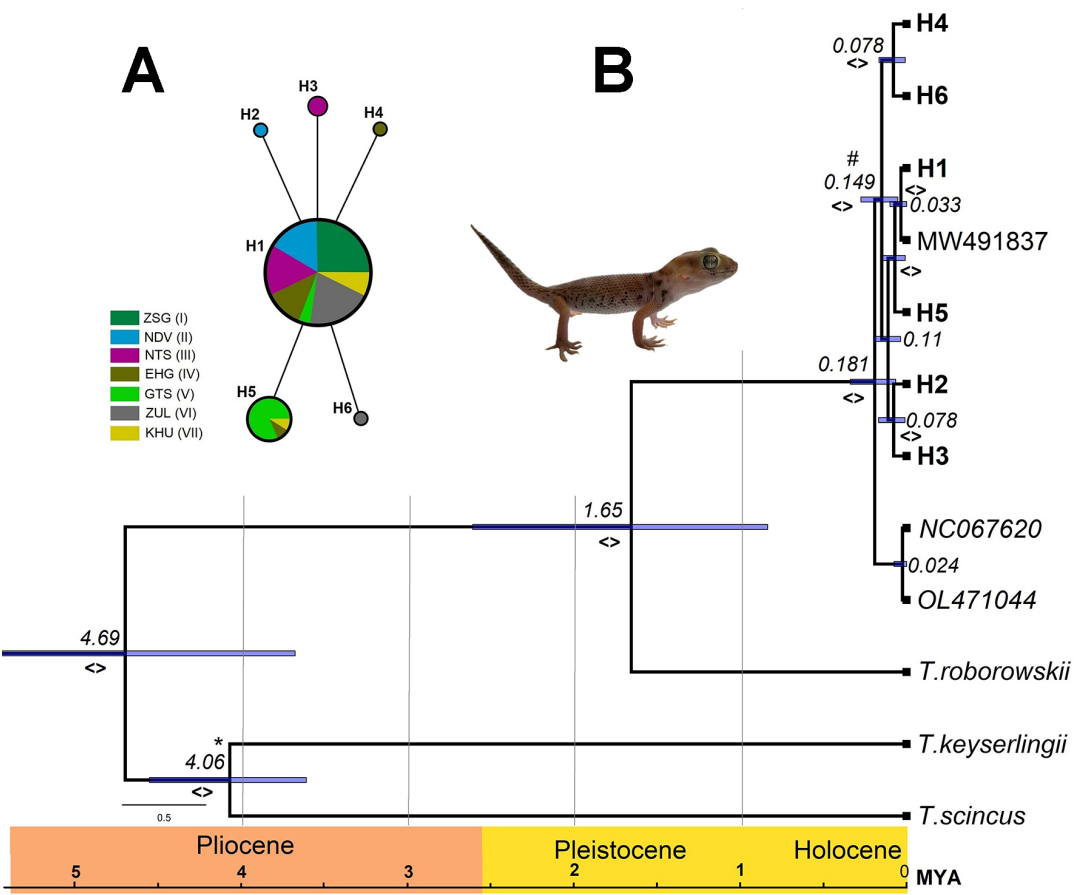 A
B
H3
H2
H4
H1
H5
H6
ZSG (I)
NDV (II)
NTS (III)
EHG (IV)
GTS (V)
ZUL (VI)
KHU (VII)
H4
0.078
<>
H6
#
H1
0.149
<>
<>
0.033
MW491837
<>
H5
0.11
0.181
H2
<>
0.078
<>
H3
1.65
<>
NC067620
0.024
OL471044
4.69
<>
T.roborowskii
*
T.keyserlingii
4.06
<>
0.5
T.scincus
Pliocene
Pleistocene
Holocene
5
4
3
2
1
0
MYA